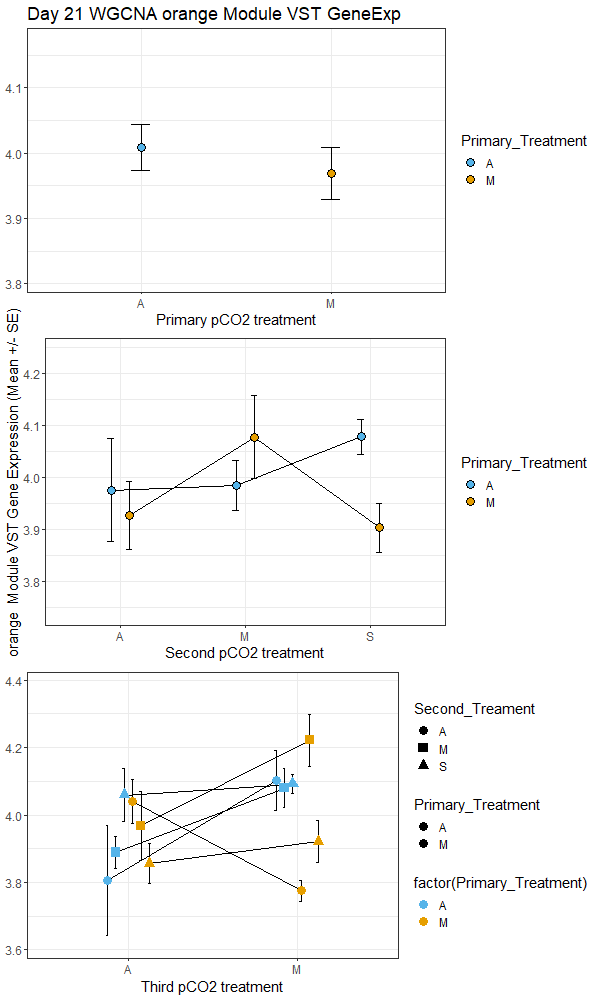 Day 21 WGCNA orange Module VST GeneExp
4.1
4.0
3.9
3.8
A
M
Primary pCO2 treatment
Primary_Treatment
A
M
orange  Module VST Gene Expression (Mean +/- SE)
4.2
4.1
4.0
3.9
3.8
A
M
S
Second pCO2 treatment
Primary_Treatment
A
M
4.4
4.2
4.0
3.8
3.6
A
M
Third pCO2 treatment
Second_Treament
A
M
S
Primary_Treatment
A
M
factor(Primary_Treatment)
A
M